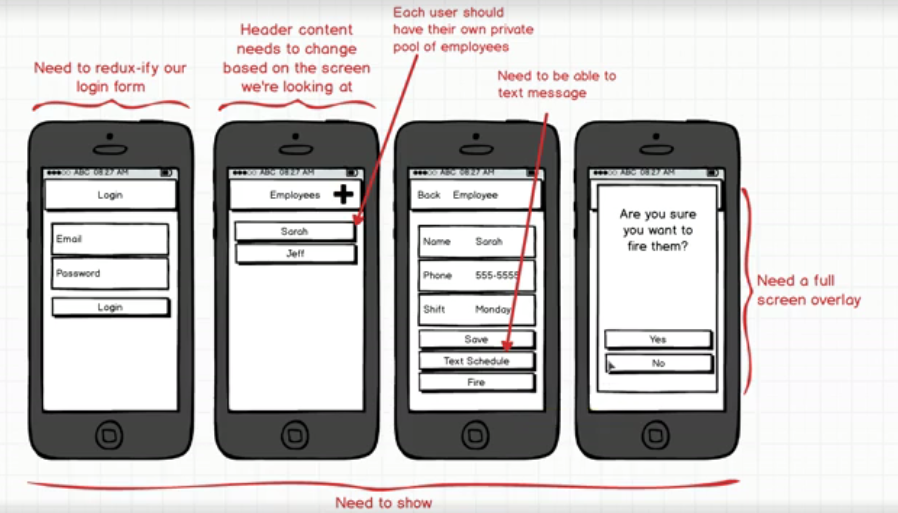 Each user should
have their own private
pool of employees
Header content
needs to change
based on the screen
we're looking at
Need to redux-ify our
login form
Need to be able to
text message
ABC 08:27 AM
Login
Email
Password
Login
ABC 08:27 AM
Employees
Sarah
Jeff
ABC 08:27 AM
Back Employee
Name Sarah
Phone 555-5555
Shift Monday
Save
Text Schedule
Fire
ABC 08:27 AM
Are you sure
you want to
fire them?
Yes
No
Need a full
screen overlay
Need to show